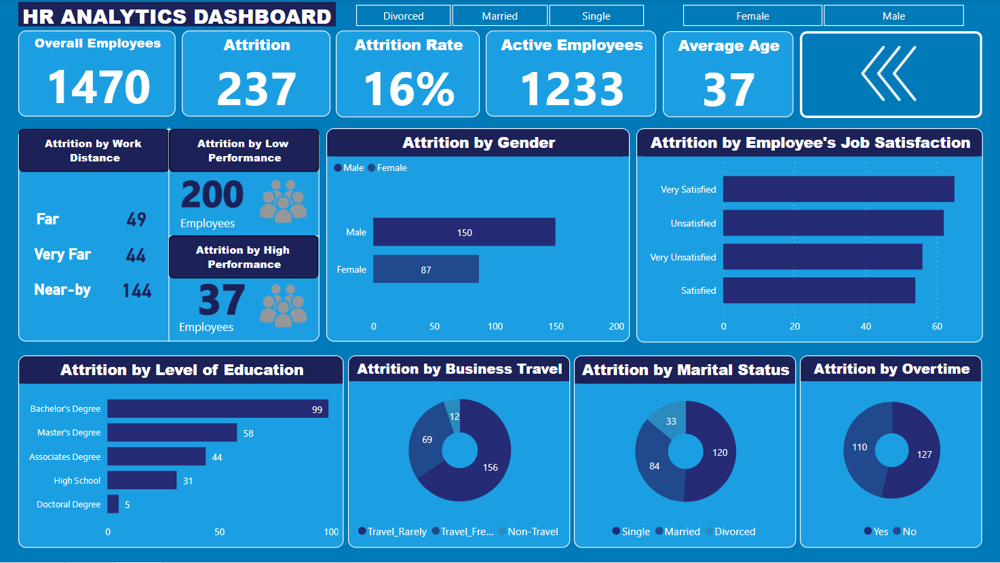 HR ANALYTICS DASHBOARD
Divorced
Married
Single
Female
Male
Overall Employees
1470
Attrition
237
Attrition Rate
16%
Active Employees
1233
Average Age
37
Attrition by Work
Distance
Far 49
Very Far 44
Near-by 144
Attrition by Low
Performance
200
Employees
Attrition by High
Performance
37
Employees
Attrition by Gender
Male Female
Male 150
Female 87
0 50 100 150 200
Attrition by Employee's Job Satisfaction
Very Satisfied
Unsatisfied
Very Unsatisfied
Satisfied
0 20 40 60
Attrition by Level of Education
Bachelor's Degree 99
Master's Degree 58
Associates Degree 44
High School 31
Doctoral Degree 5
0 50 100
Attrition by Business Travel
12
69
156
Travel_Rarely Travel_Fre... Non-Travel
Attrition by Marital Status
33
120
84
Single Married Divorced
Attrition by Overtime
110
127
Yes No